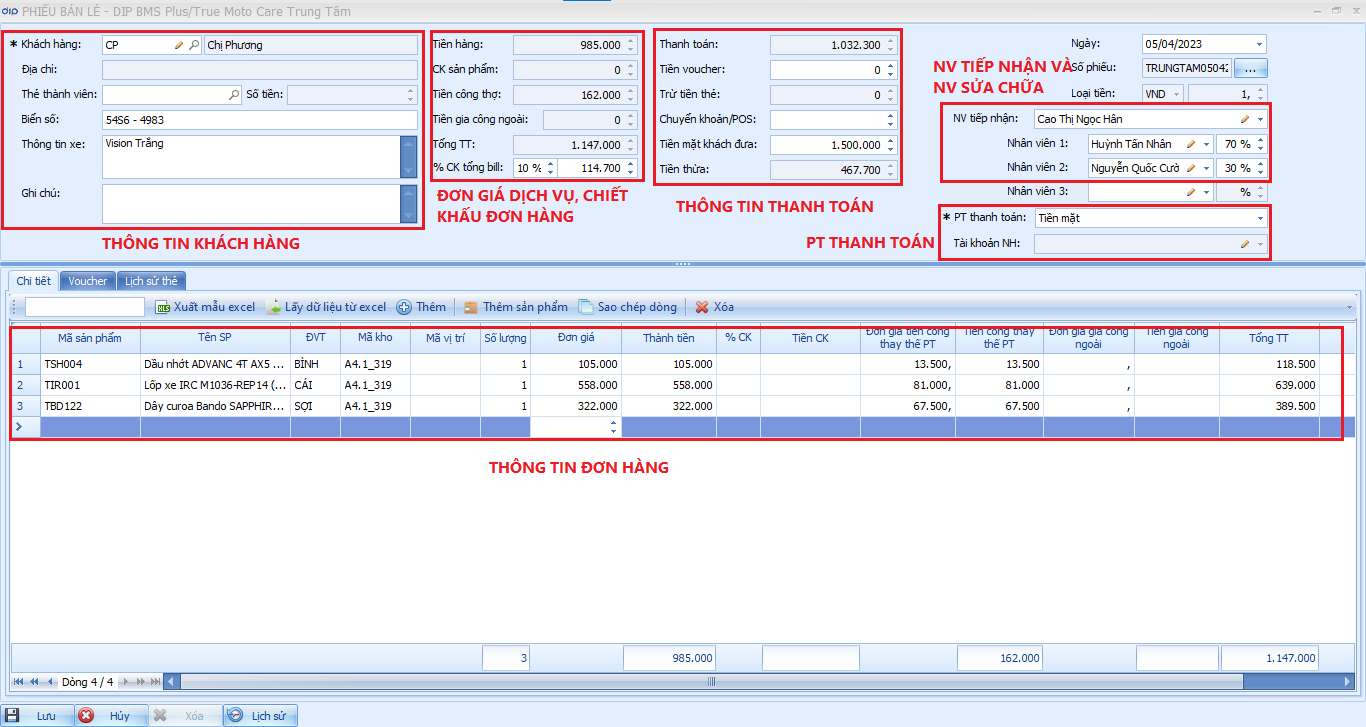 dip PHIẾU BÁN LẺ - DIP BMS Plus/True Moto Care Trung Tâm
* Khách hàng: CP Chị Phương
Địa chỉ:
Thẻ thành viên: Số tiền:
Biển số: 54S6 - 4983
Thông tin xe: Vision Trắng
Ghi chú:
THÔNG TIN KHÁCH HÀNG
Tiền hàng: 985.000
CK sản phẩm: 0
Tiền công thợ: 162.000
Tiền gia công ngoài: 0
Tổng TT: 1.147.000
% CK tổng bill: 10 % 114.700
ĐƠN GIÁ DỊCH VỤ, CHIẾT
KHẤU ĐƠN HÀNG
Thanh toán: 1.032.300
Tiền voucher: 0
Trừ tiền thẻ: 0
Chuyển khoản/POS:
Tiền mặt khách đưa: 1.500.000
Tiền thừa: 467.700
THÔNG TIN THANH TOÁN
Ngày: 05/04/2023
Số phiếu: TRUNGTAM0504 ...
Loại tiền: VND 1,
NV TIẾP NHẬN VÀ
NV SỬA CHỮA
NV tiếp nhận: Cao Thị Ngọc Hân
Nhân viên 1: Huỳnh Tấn Nhân 70 %
Nhân viên 2: Nguyễn Quốc Cườ 30 %
Nhân viên 3: %
* PT thanh toán: Tiền mặt
Tài khoản NH:
PT THANH TOÁN
Chi tiết Voucher Lịch sử thẻ
Xuất mẫu excel Lấy dữ liệu từ excel Thêm Thêm sản phẩm Sao chép dòng Xóa
Mã sản phẩm Tên SP ĐVT Mã kho Mã vị trí Số lượng Đơn giá Thành tiền % CK Tiền CK Đơn giá tiền công thay thế PT Tiền công thay thế PT Đơn giá gia công ngoài Tiền gia công ngoài Tổng TT
1 TSH004 Dầu nhớt ADVANC 4T AX5 ... BÌNH A4.1_319 1 105.000 105.000 13.500, 13.500 , 118.500
2 TIR001 Lốp xe IRC M1036-REP14 (... CÁI A4.1_319 1 558.000 558.000 81.000, 81.000 , 639.000
3 TBD122 Dây curoa Bando SAPPHIR... SỢI A4.1_319 1 322.000 322.000 67.500, 67.500 , 389.500
THÔNG TIN ĐƠN HÀNG
3 985.000 162.000 1.147.000
Dòng 4 / 4
Lưu Hủy Xóa Lịch sử